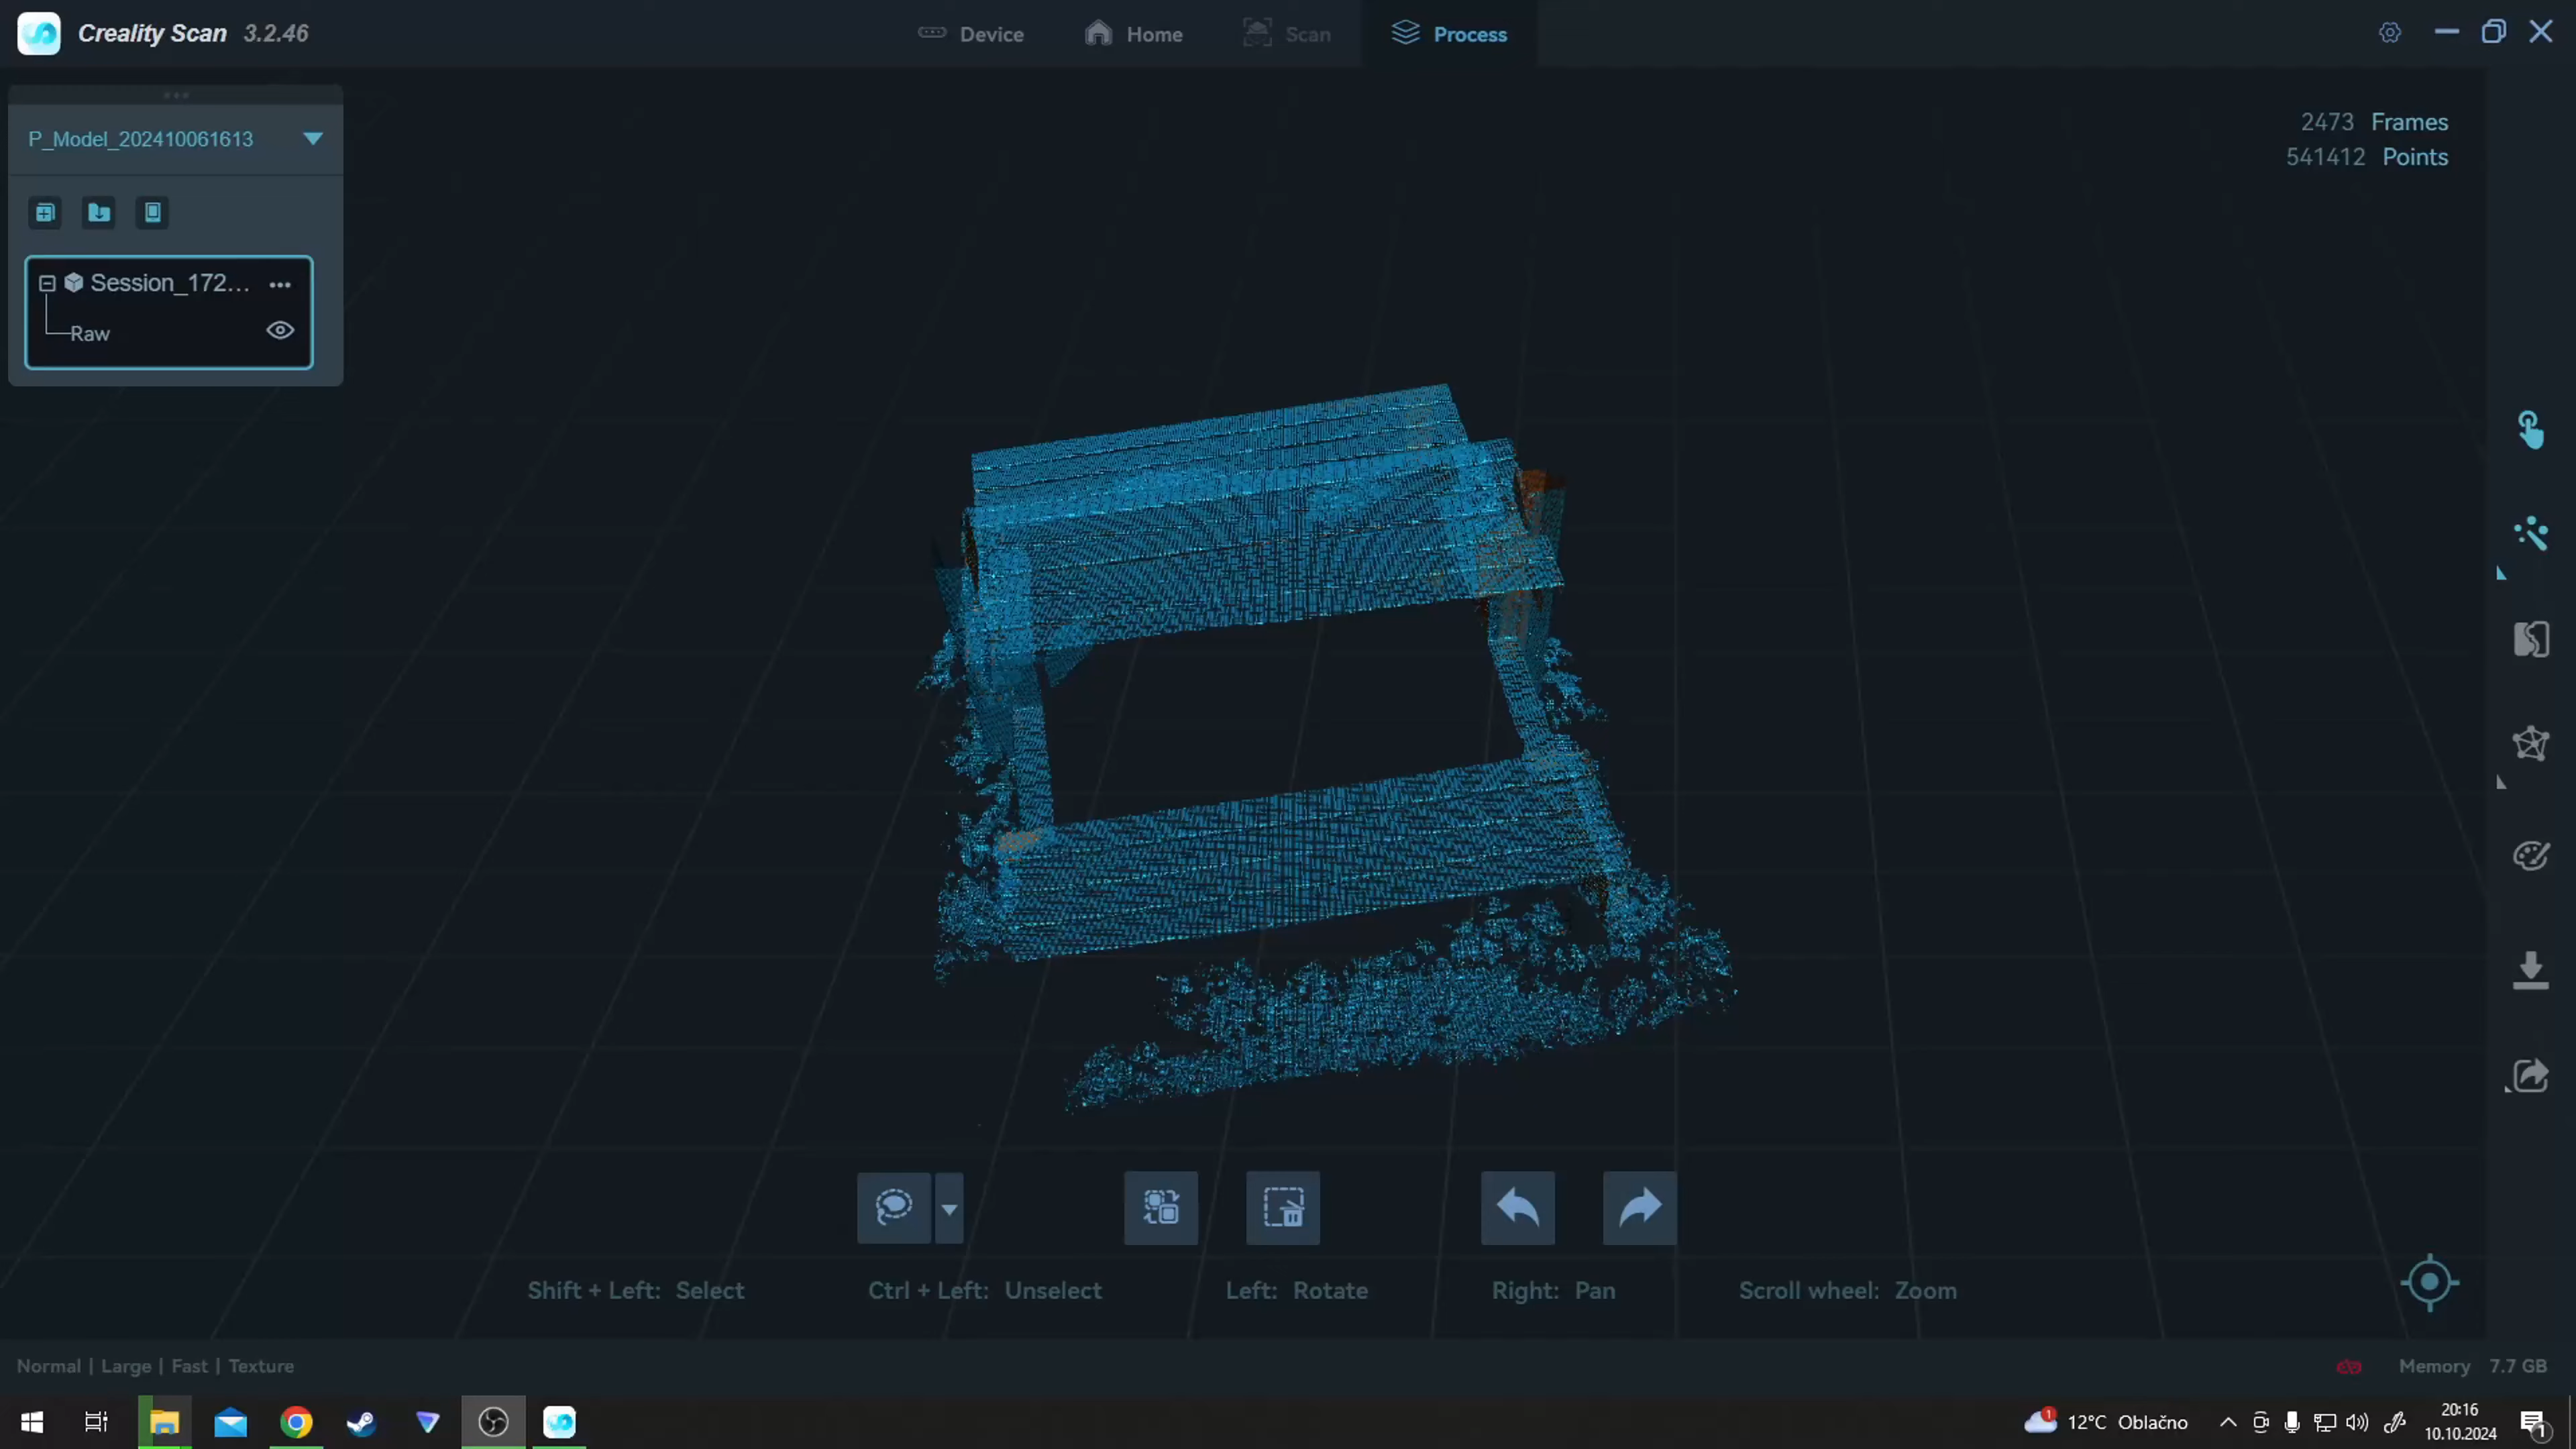 Creality Scan 3.2.46
Device
Home
Scan
Process
P_Model_202410061613
2473 Frames
541412 Points
Session_172...
Raw
Shift + Left: Select
Ctrl + Left: Unselect
Left: Rotate
Right: Pan
Scroll wheel: Zoom
Normal | Large | Fast | Texture
Memory 7.7 GB
1
12°C Oblačno
20:16
10.10.2024
1